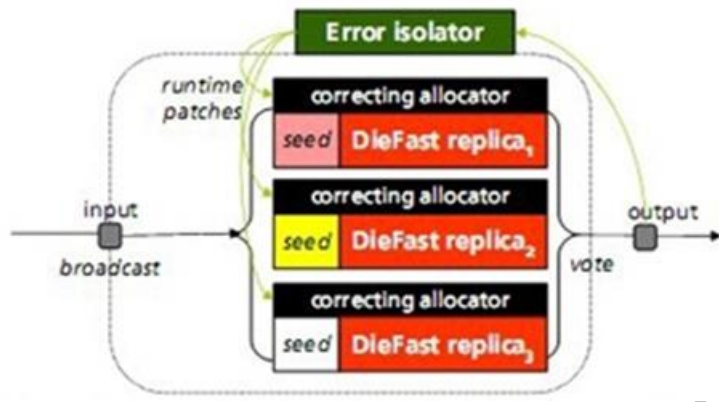 Error isolator
runtime
patches
correcting allocator
seed DieFast replica1
correcting allocator
seed DieFast replica2
correcting allocator
seed DieFast replica3
input
broadcast
output
vote